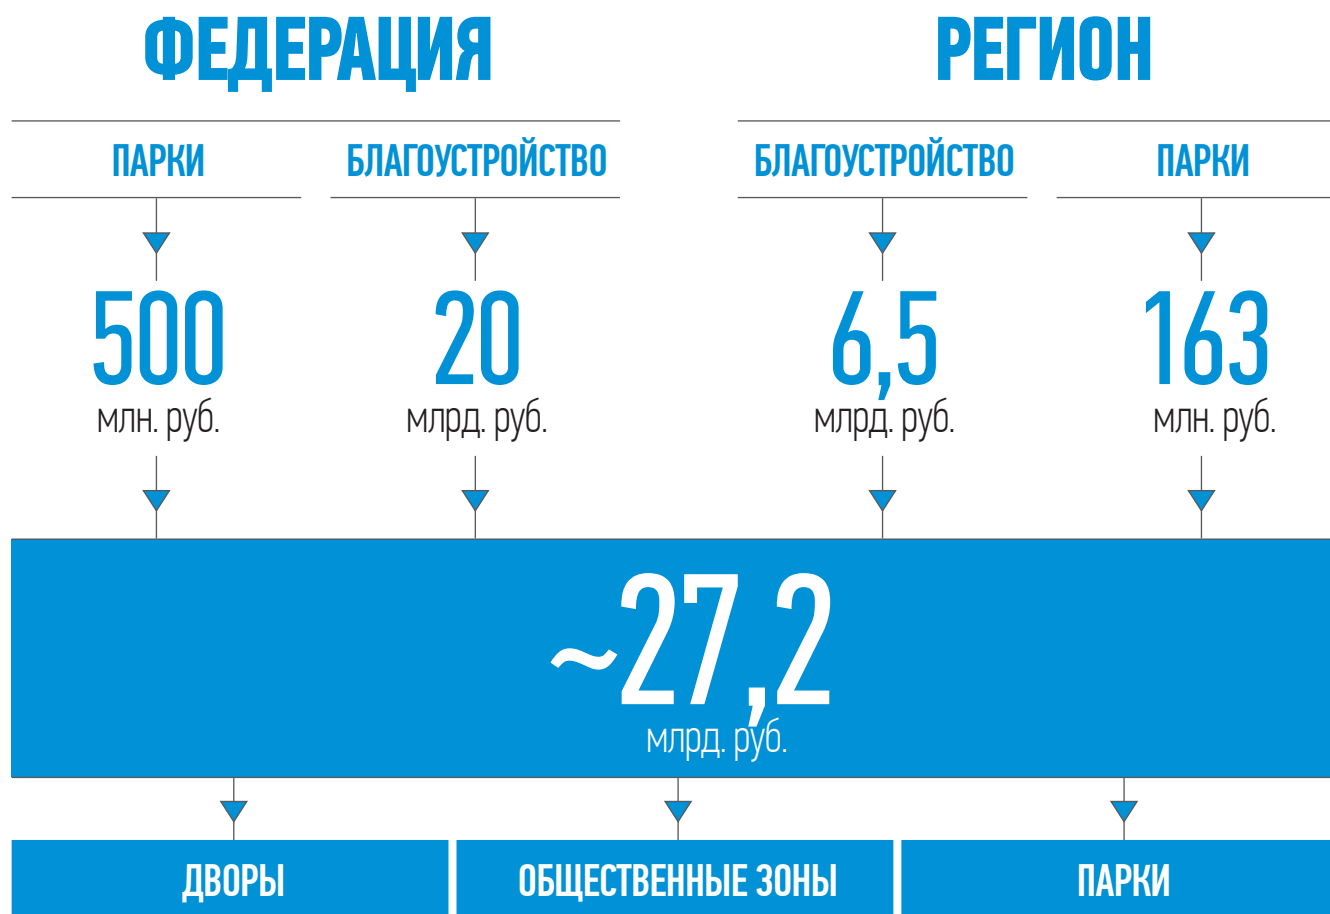 ФЕДЕРАЦИЯ
РЕГИОН
ПАРКИ
БЛАГОУСТРОЙСТВО
БЛАГОУСТРОЙСТВО
ПАРКИ
500
млн. руб.
20
млрд. руб.
6,5
млрд. руб.
163
млн. руб.
~27,2
млрд. руб.
ДВОРЫ
ОБЩЕСТВЕННЫЕ ЗОНЫ
ПАРКИ